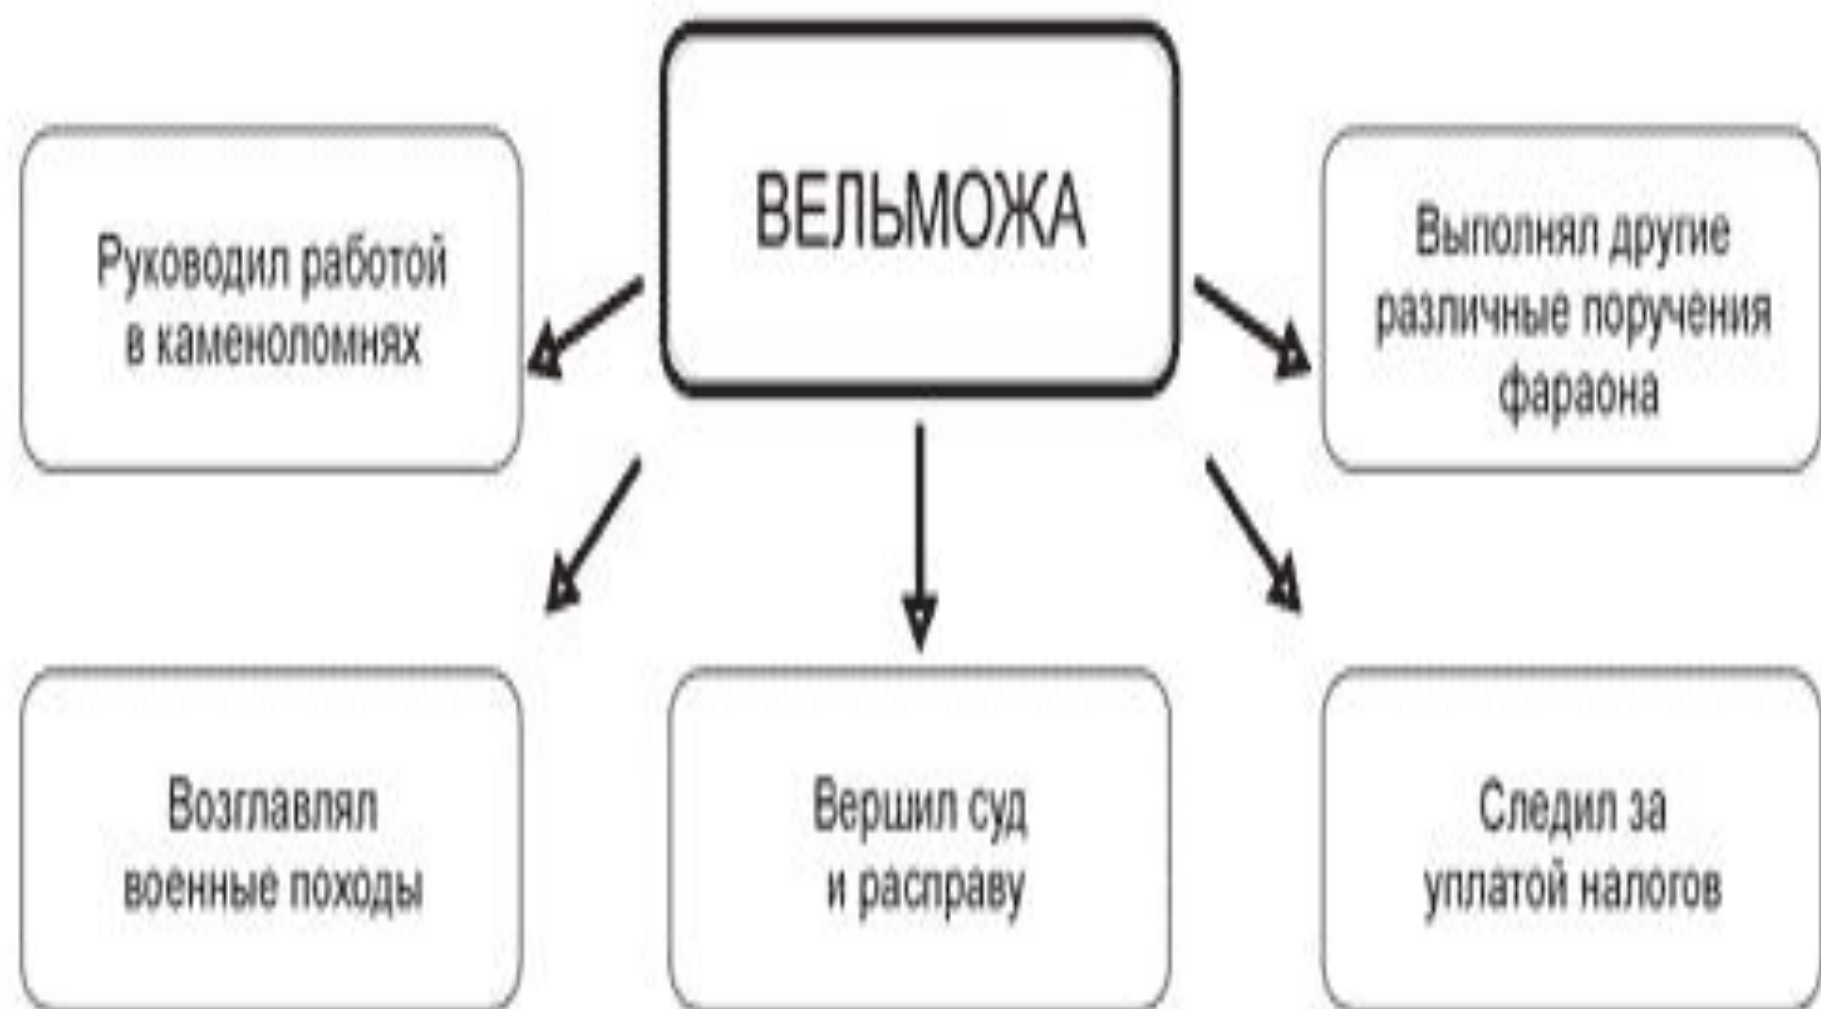 ВЕЛЬМОЖА
Руководил работой
в каменоломнях
Выполнял другие
различные поручения
фараона
Возглавлял
военные походы
Вершил суд
и расправу
Следил за
уплатой налогов